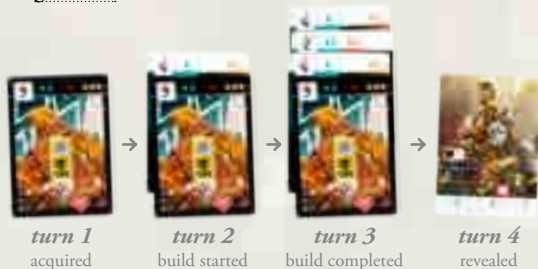 turn 1
acquired
turn 2
build started
turn 3
build completed
turn 4
revealed